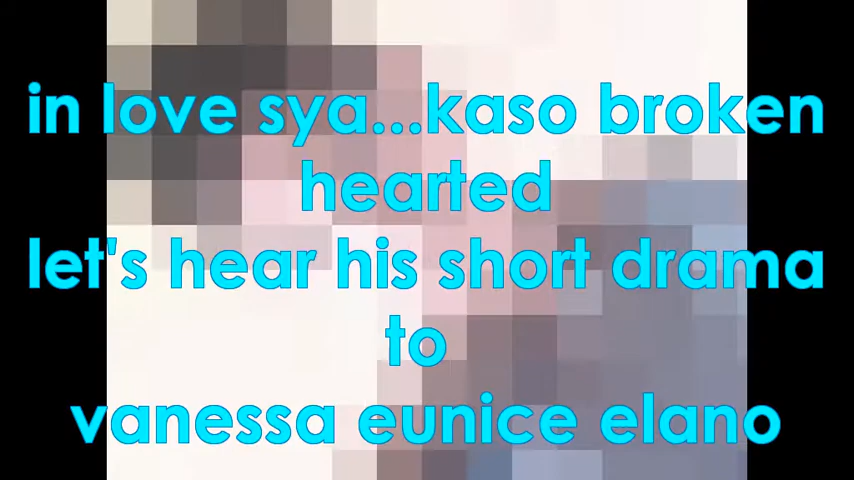 in love sya...kaso broken
hearted
let's hear his short drama
to
vanessa eunice elano